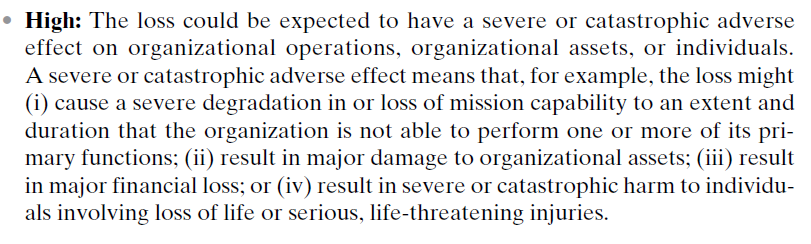 • High: The loss could be expected to have a severe or catastrophic adverse
effect on organizational operations, organizational assets, or individuals.
A severe or catastrophic adverse effect means that, for example, the loss might
(i) cause a severe degradation in or loss of mission capability to an extent and
duration that the organization is not able to perform one or more of its pri-
mary functions; (ii) result in major damage to organizational assets; (iii) result
in major financial loss; or (iv) result in severe or catastrophic harm to individu-
als involving loss of life or serious, life-threatening injuries.